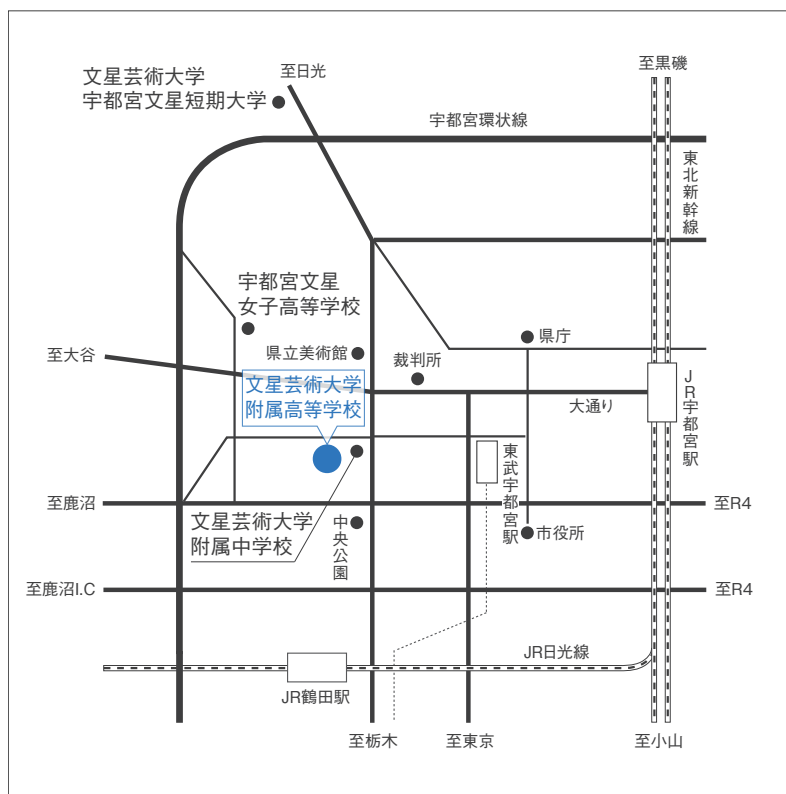 至黒磯
文星芸術大学
宇都宮文星短期大学
至日光
宇都宮環状線
東北新幹線
宇都宮文星
女子高等学校
県立美術館
裁判所
県庁
至大谷
文星芸術大学
附属高等学校
大通り
JR宇都宮駅
東武宇都宮駅
至鹿沼
至R4
文星芸術大学
附属中学校
中央公園
市役所
至鹿沼I.C
至R4
JR日光線
JR鶴田駅
至栃木
至東京
至小山